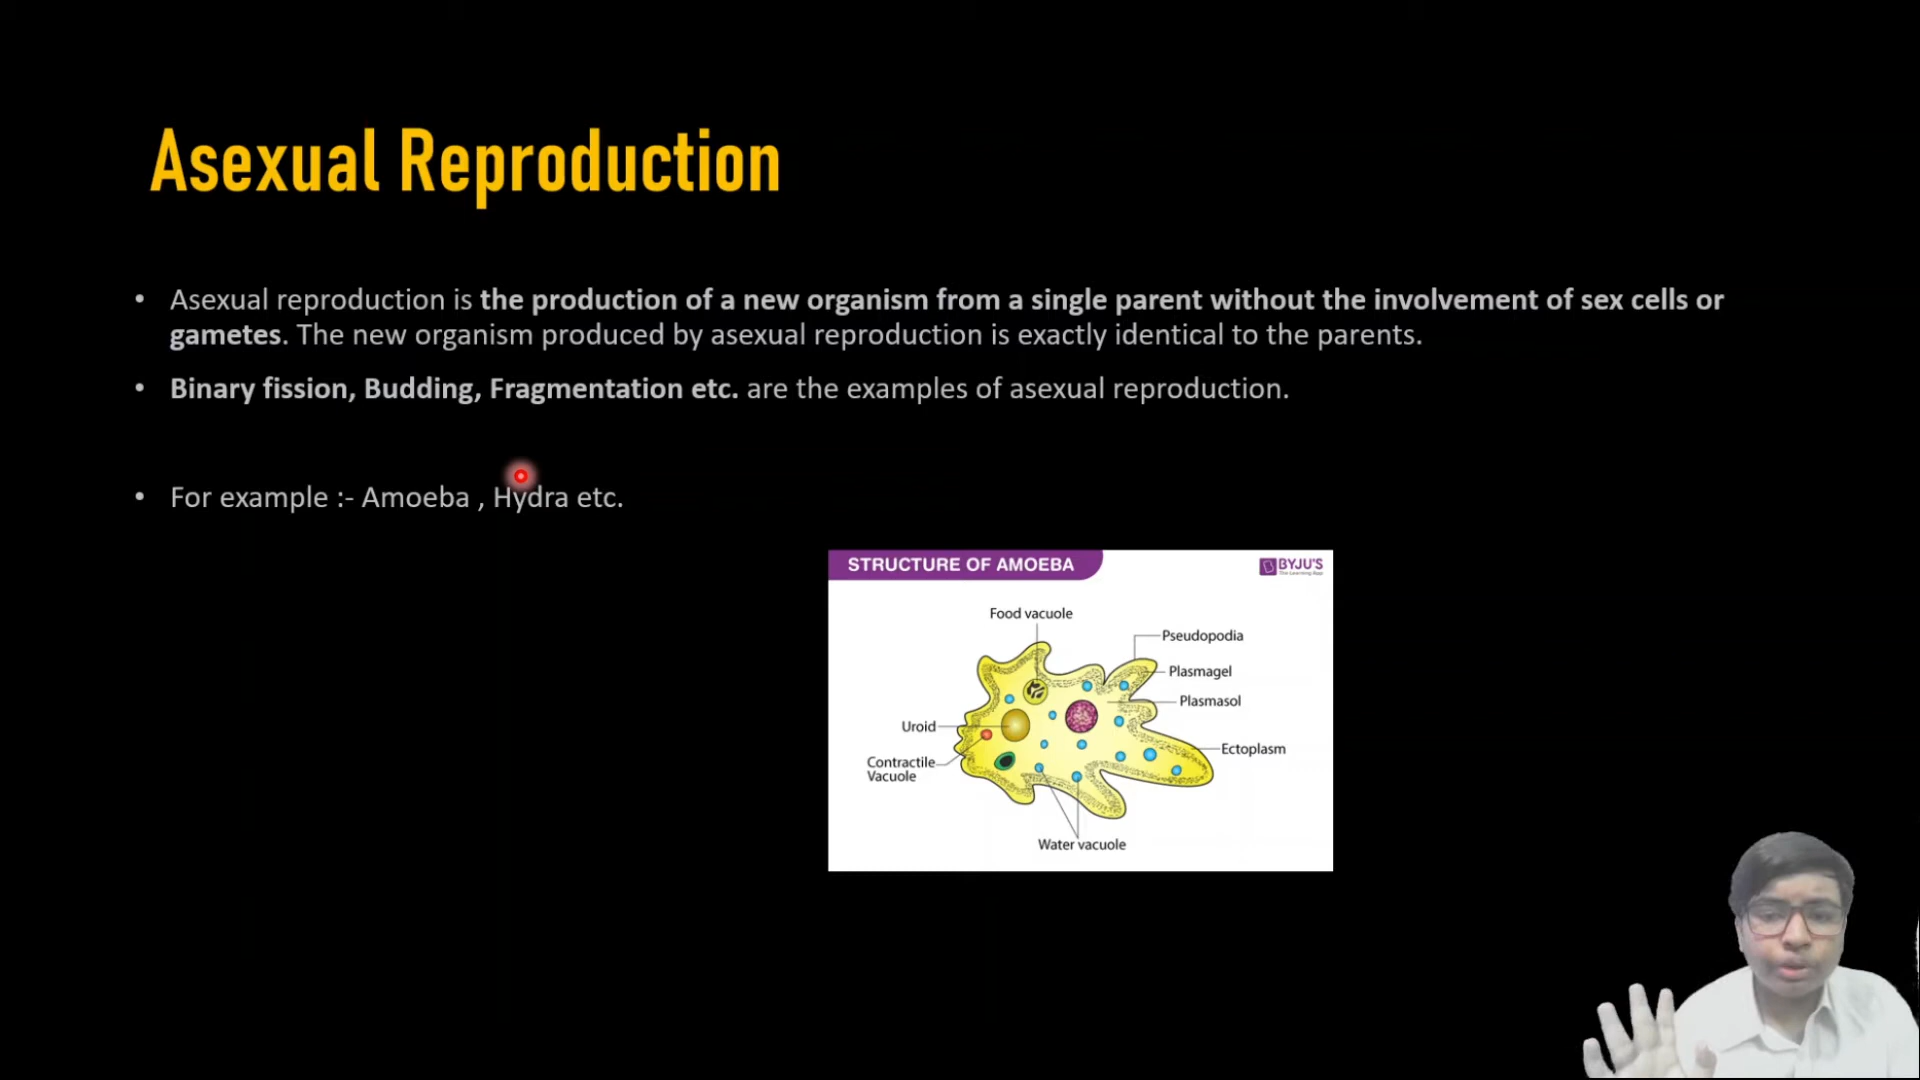 Asexual Reproduction
• Asexual reproduction is the production of a new organism from a single parent without the involvement of sex cells or
gametes. The new organism produced by asexual reproduction is exactly identical to the parents.
• Binary fission, Budding, Fragmentation etc. are the examples of asexual reproduction.
• For example :- Amoeba , Hydra etc.
STRUCTURE OF AMOEBA
BYJU'S
The Learning App
Food vacuole
Pseudopodia
Plasmagel
Plasmasol
Uroid
Ectoplasm
Contractile
Vacuole
Water vacuole